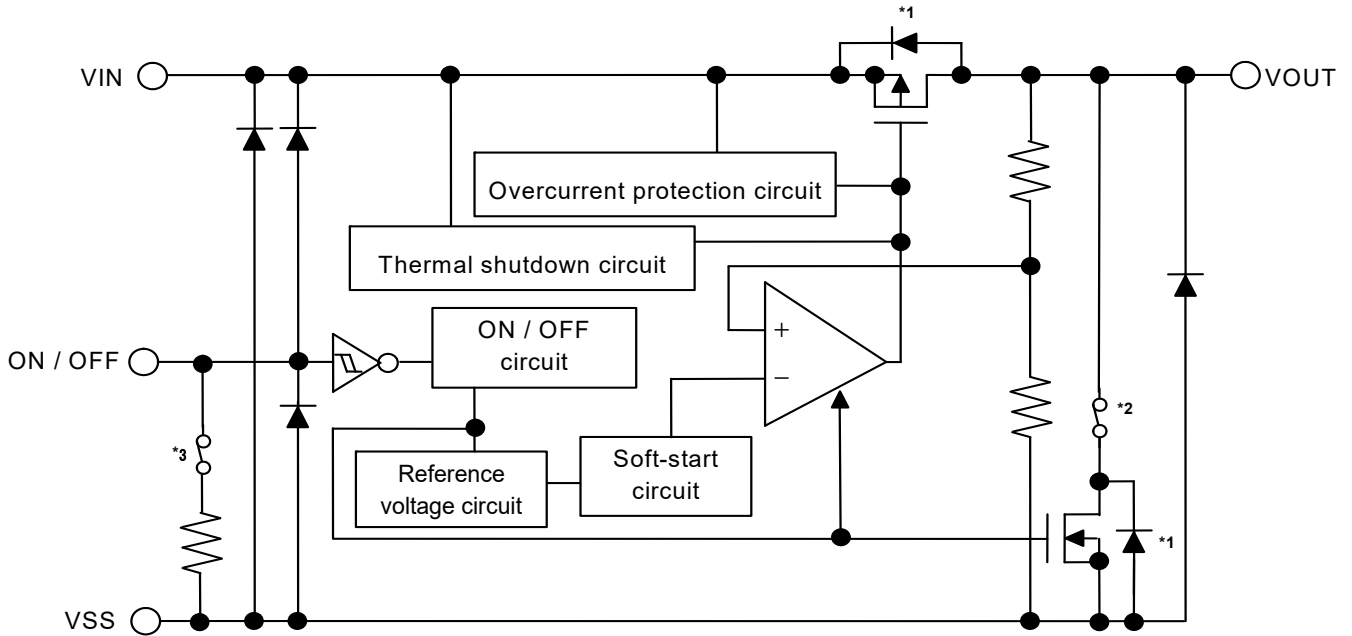 *1
VIN
VOUT
Overcurrent protection circuit
Thermal shutdown circuit
ON / OFF
ON / OFF
circuit
+
−
*2
*3
Reference
voltage circuit
Soft-start
circuit
*1
VSS